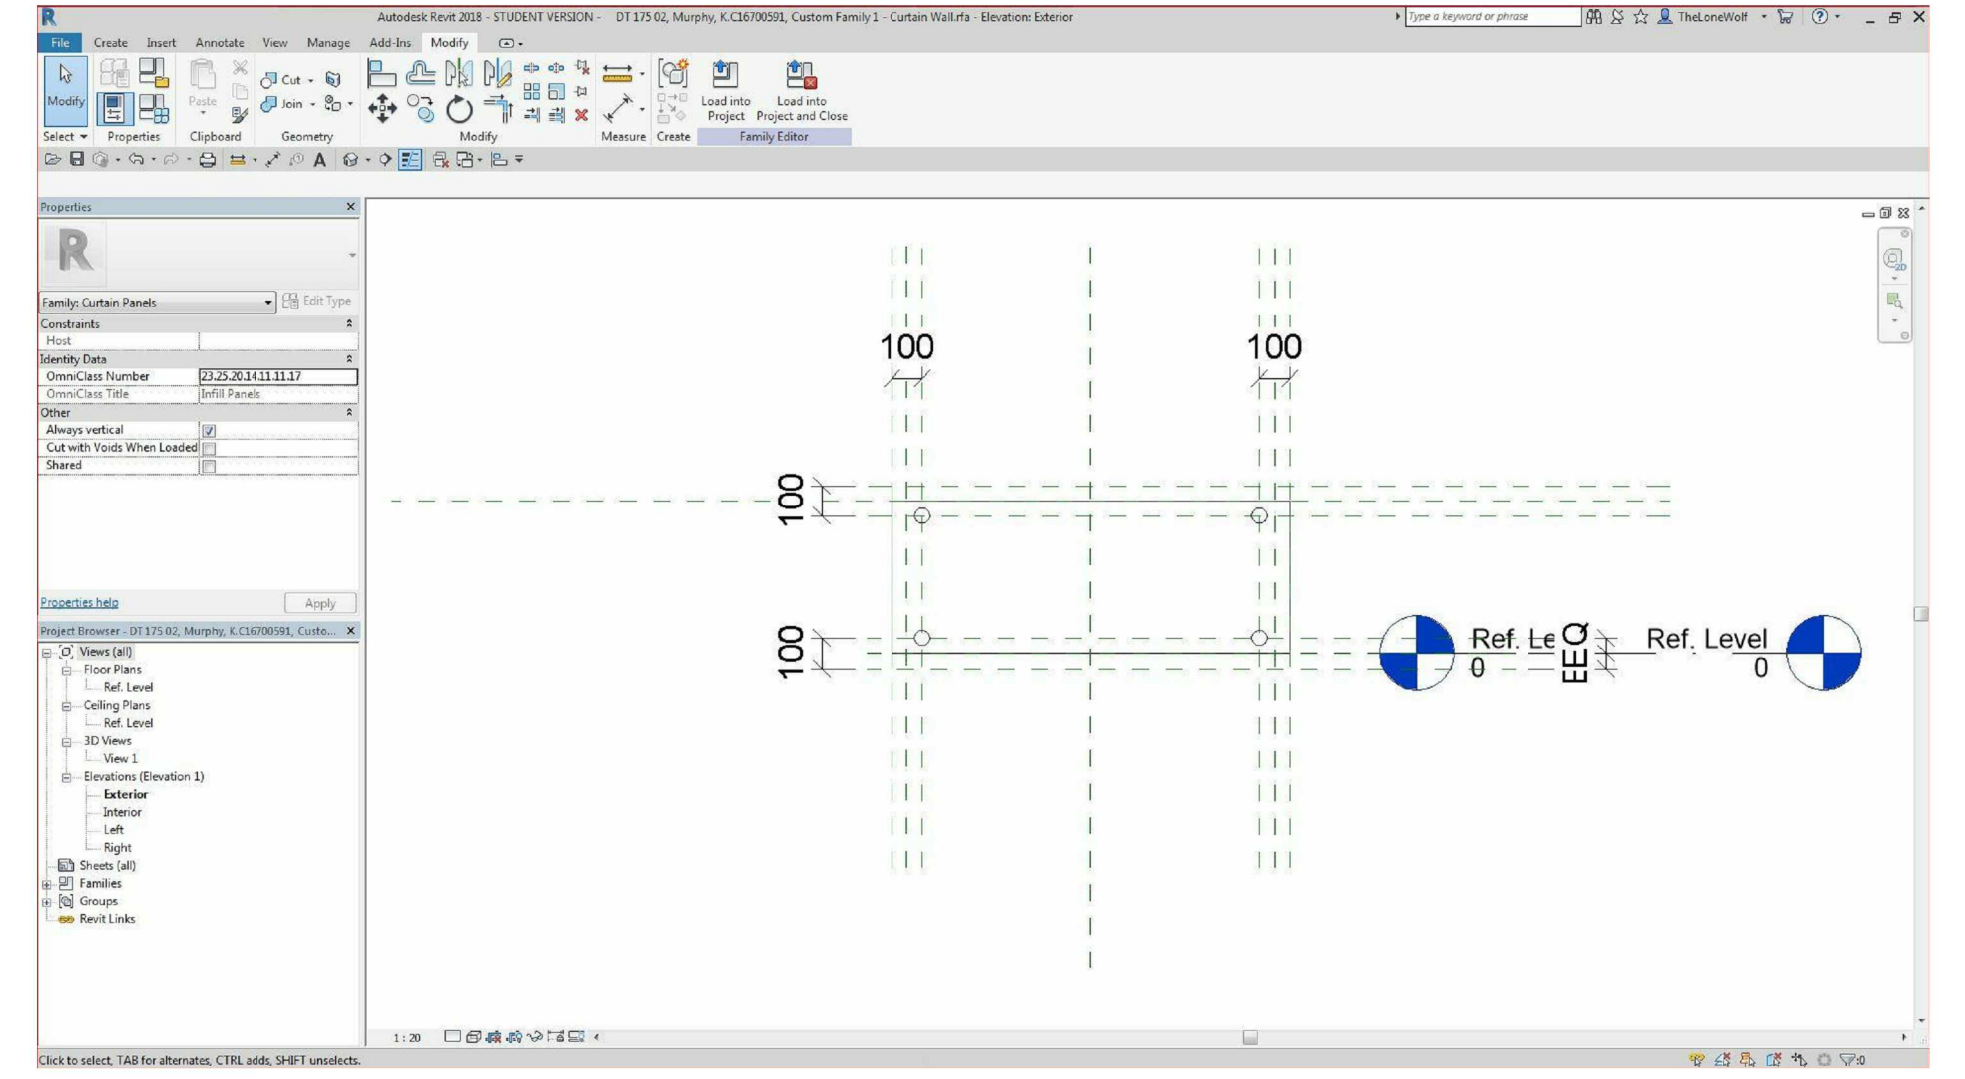 Autodesk Revit 2018 - STUDENT VERSION - DT 175 02, Murphy, K.C16700591, Custom Family 1 - Curtain Wall.rfa - Elevation: Exterior
Type a keyword or phrase
TheLoneWolf
File Create Insert Annotate View Manage Add-Ins Modify
Modify
Paste
Cut
Join
Load into Project
Load into Project and Close
Select Properties Clipboard Geometry Modify Measure Create Family Editor
Properties
Family: Curtain Panels
Edit Type
Constraints
Host
Identity Data
OmniClass Number 23.25.20.14.11.11.17
OmniClass Title Infill Panels
Other
Always vertical
Cut with Voids When Loaded
Shared
Properties help
Apply
Project Browser - DT 175 02, Murphy, K.C16700591, Custo...
Views (all)
Floor Plans
Ref. Level
Ceiling Plans
Ref. Level
3D Views
View 1
Elevations (Elevation 1)
Exterior
Interior
Left
Right
Sheets (all)
Families
Groups
Revit Links
2D
100 100
100
100
Ref. Le
0
EEQ
Ref. Level
0
1 : 20
Click to select, TAB for alternates, CTRL adds, SHIFT unselects.
:0